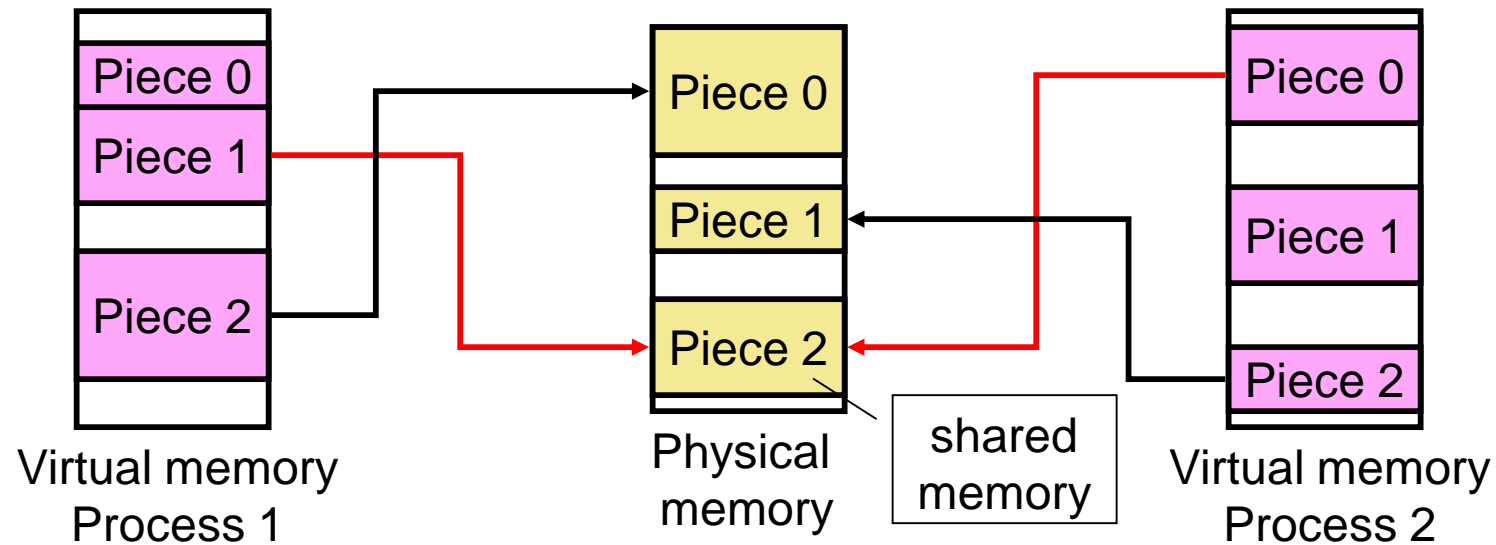 Piece 0
Piece 1
Piece 2
Virtual memory
Process 1
Piece 0
Piece 1
Piece 2
Physical
memory
shared
memory
Piece 0
Piece 1
Piece 2
Virtual memory
Process 2